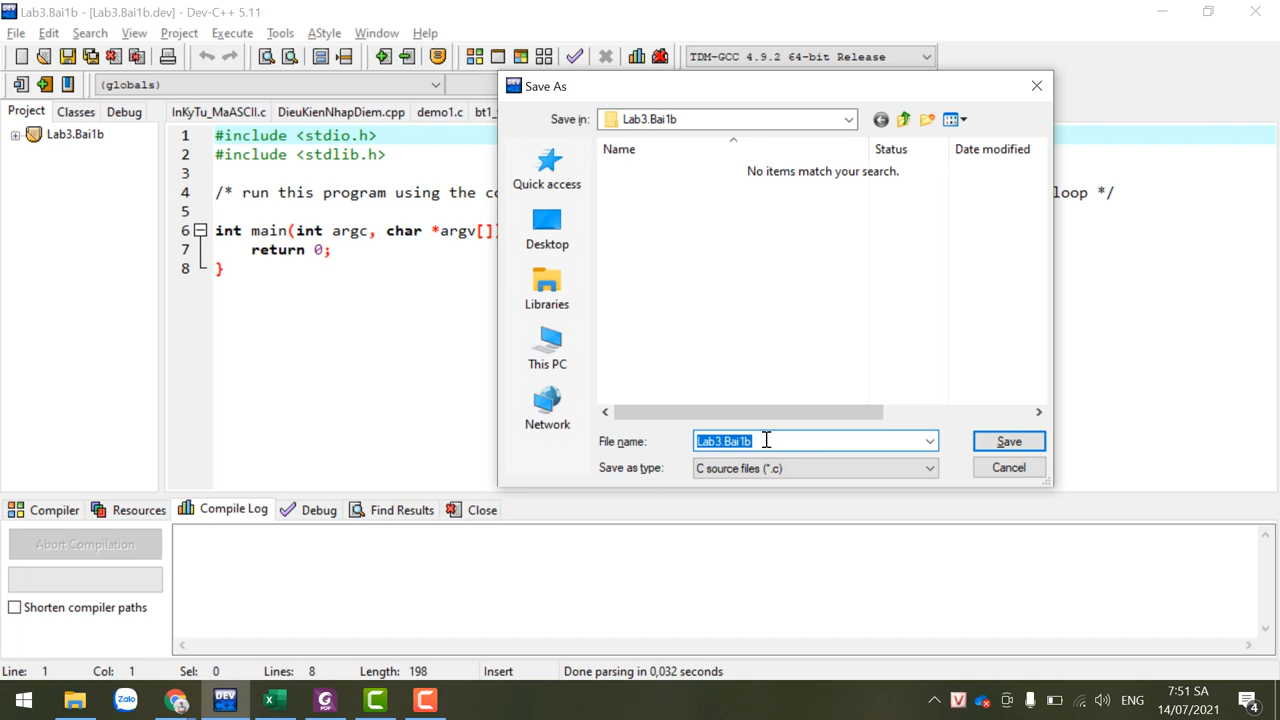 Lab3.Bai1b - [Lab3.Bai1b.dev] - Dev-C++ 5.11
File Edit Search View Project Execute Tools AStyle Window Help
TDM-GCC 4.9.2 64-bit Release
(globals)
Project Classes Debug
InKyTu_MaASCII.c DieuKienNhapDiem.cpp demo1.c bt1_
Lab3.Bai1b
1 #include <stdio.h>
2 #include <stdlib.h>
3
4 /* run this program using the co loop */
5
6 int main(int argc, char *argv[])
7 return 0;
8 }
Save As
Save in: Lab3.Bai1b
Name Status Date modified
No items match your search.
Quick access
Desktop
Libraries
This PC
Network
File name: Lab3.Bai1b Save
Save as type: C source files (*.c) Cancel
Compiler Resources Compile Log Debug Find Results Close
Abort Compilation
Shorten compiler paths
Line: 1 Col: 1 Sel: 0 Lines: 8 Length: 198 Insert Done parsing in 0,032 seconds
DEV
Zalo
PDF
ENG
7:51 SA
14/07/2021
4